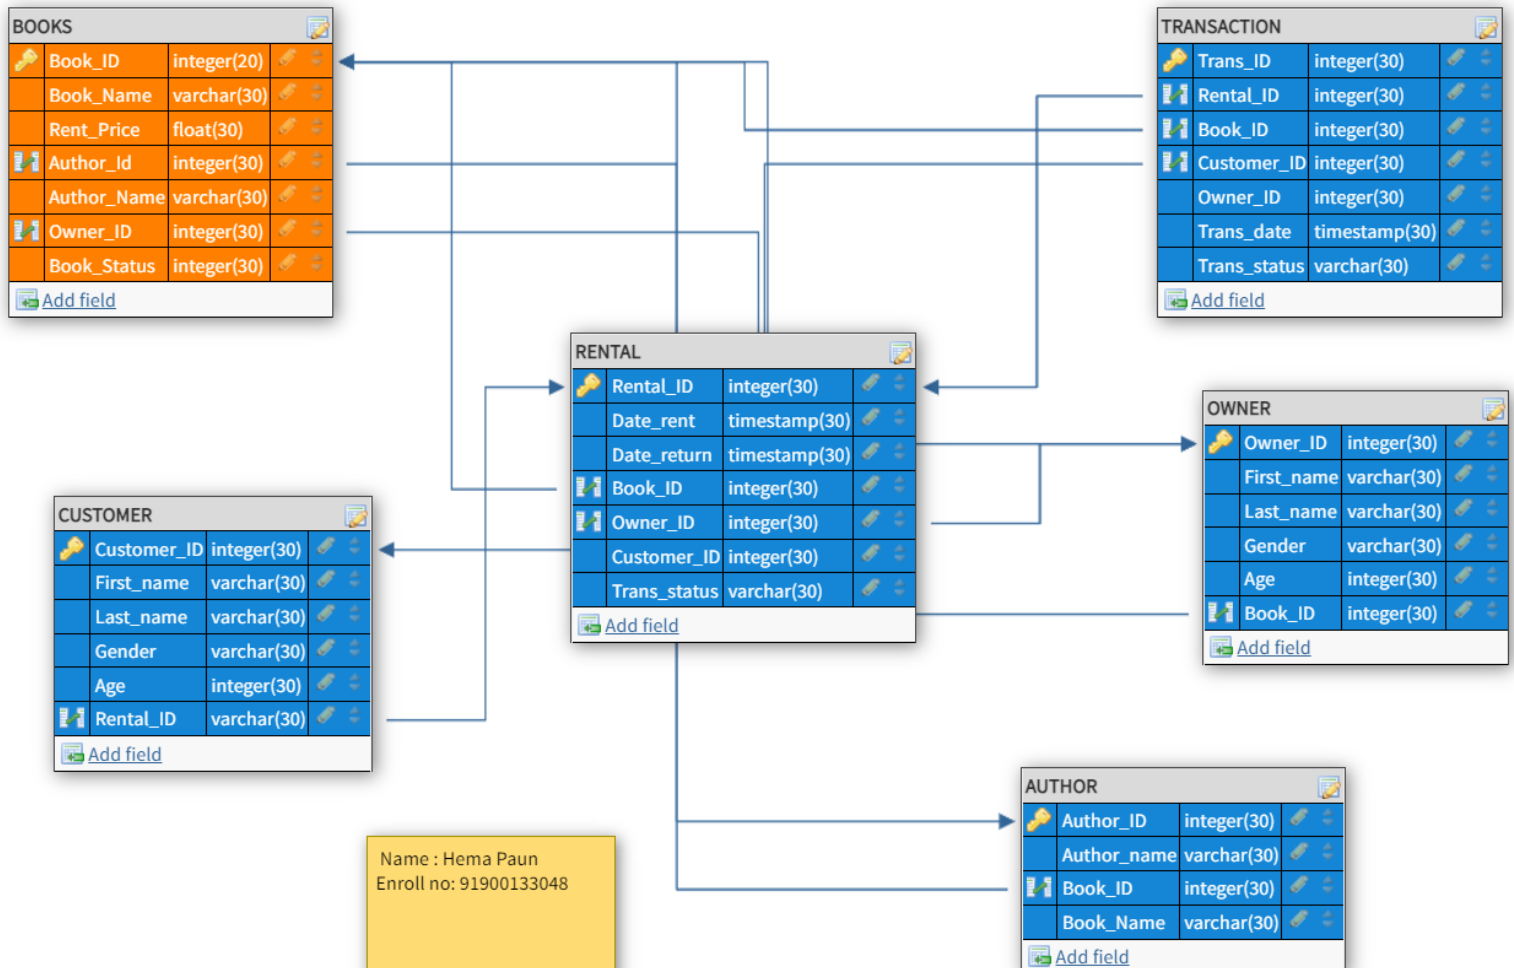 BOOKS
Book_ID integer(20)
Book_Name varchar(30)
Rent_Price float(30)
Author_Id integer(30)
Author_Name varchar(30)
Owner_ID integer(30)
Book_Status integer(30)
Add field
TRANSACTION
Trans_ID integer(30)
Rental_ID integer(30)
Book_ID integer(30)
Customer_ID integer(30)
Owner_ID integer(30)
Trans_date timestamp(30)
Trans_status varchar(30)
Add field
RENTAL
Rental_ID integer(30)
Date_rent timestamp(30)
Date_return timestamp(30)
Book_ID integer(30)
Owner_ID integer(30)
Customer_ID integer(30)
Trans_status varchar(30)
Add field
OWNER
Owner_ID integer(30)
First_name varchar(30)
Last_name varchar(30)
Gender varchar(30)
Age integer(30)
Book_ID integer(30)
Add field
CUSTOMER
Customer_ID integer(30)
First_name varchar(30)
Last_name varchar(30)
Gender varchar(30)
Age integer(30)
Rental_ID varchar(30)
Add field
AUTHOR
Author_ID integer(30)
Author_name varchar(30)
Book_ID integer(30)
Book_Name varchar(30)
Add field
Name : Hema Paun
Enroll no: 91900133048